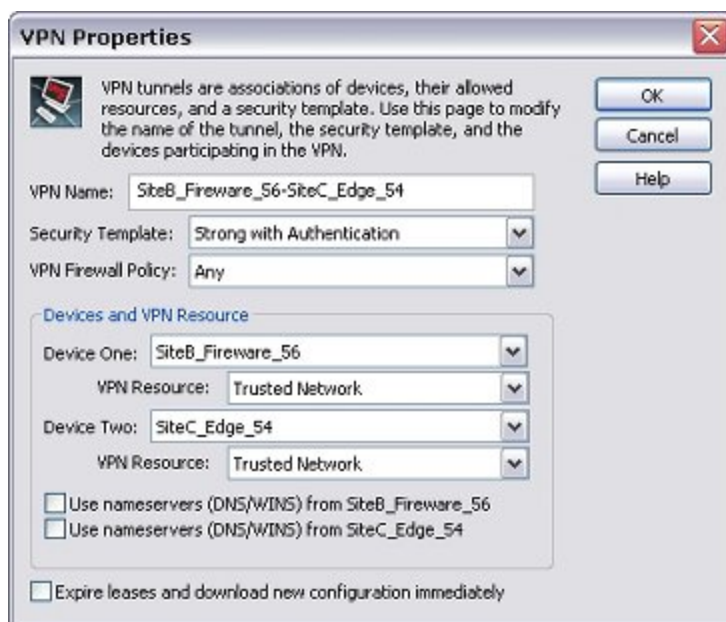 VPN Properties
VPN tunnels are associations of devices, their allowed
resources, and a security template. Use this page to modify
the name of the tunnel, the security template, and the
devices participating in the VPN.
OK
Cancel
Help
VPN Name: SiteB_Fireware_56-SiteC_Edge_54
Security Template: Strong with Authentication
VPN Firewall Policy: Any
Devices and VPN Resource
Device One: SiteB_Fireware_56
VPN Resource: Trusted Network
Device Two: SiteC_Edge_54
VPN Resource: Trusted Network
Use nameservers (DNS/WINS) from SiteB_Fireware_56
Use nameservers (DNS/WINS) from SiteC_Edge_54
Expire leases and download new configuration immediately